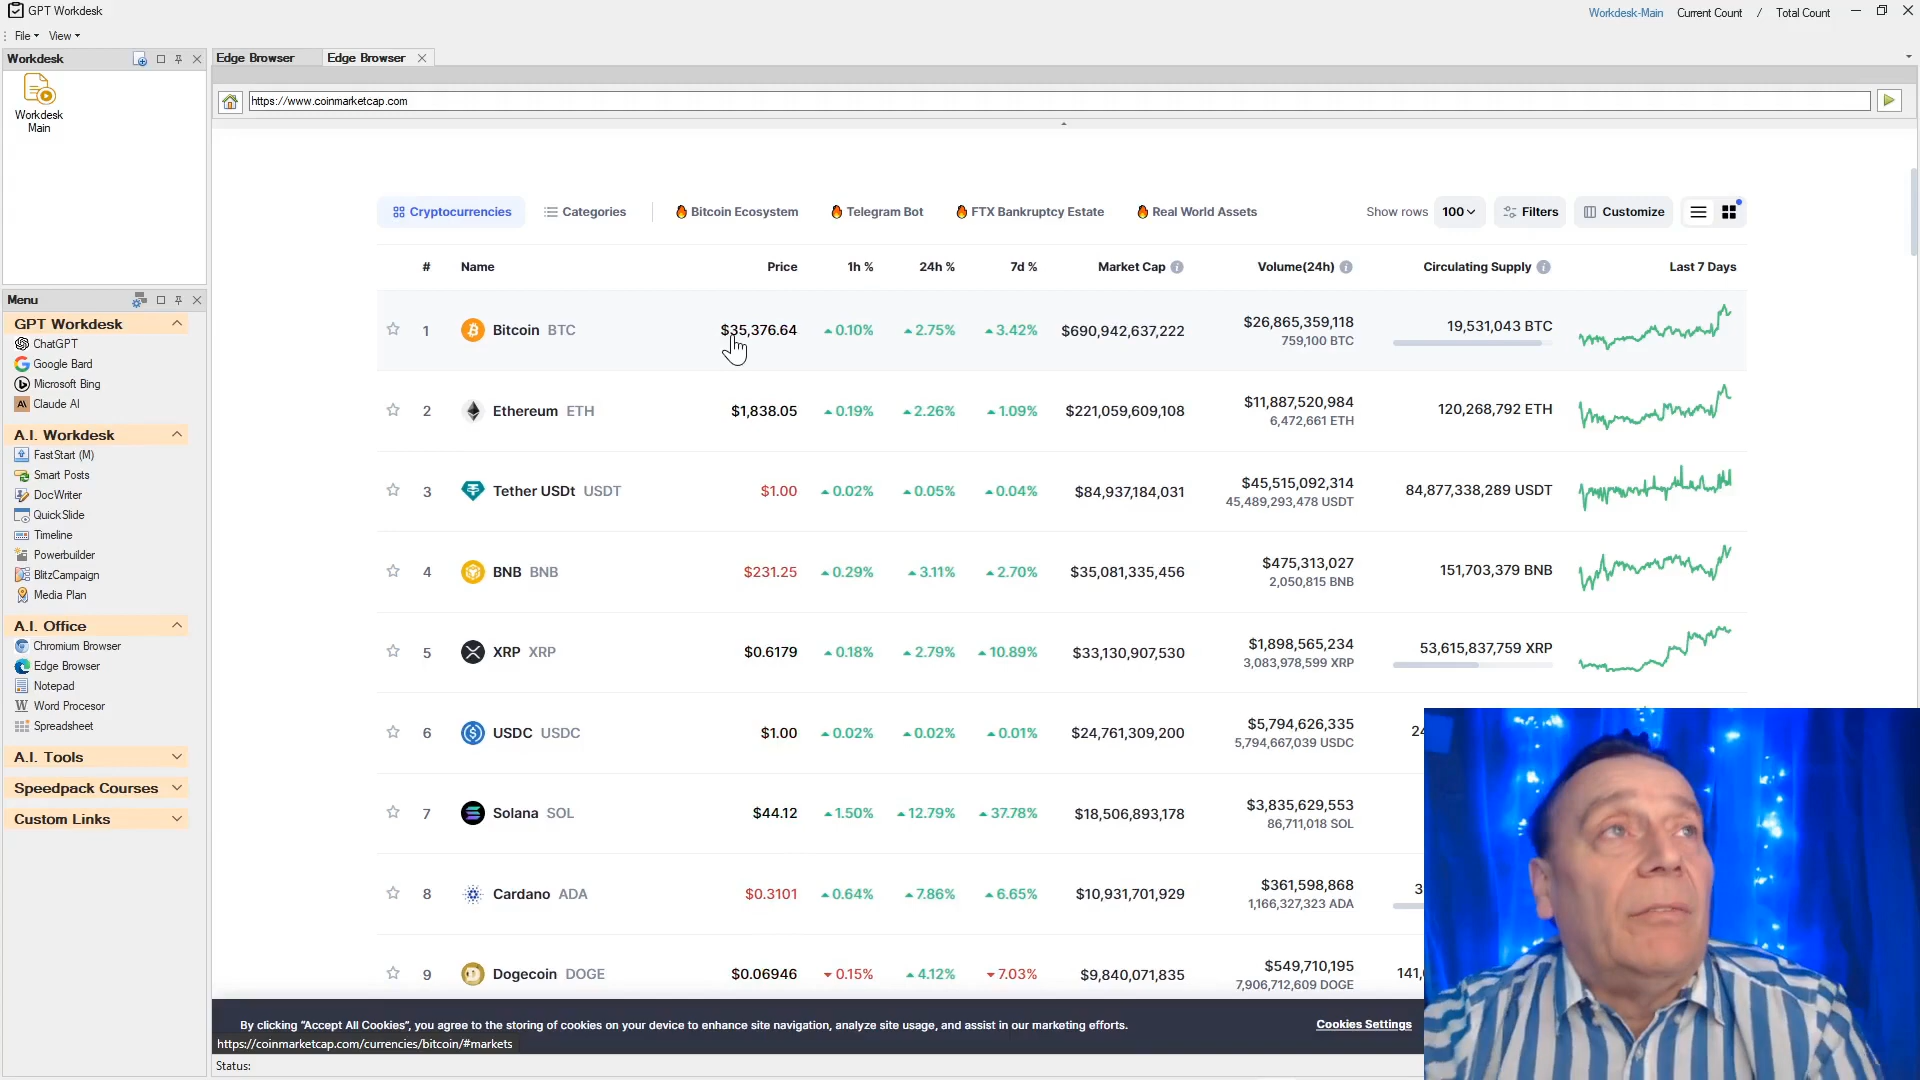 GPT Workdesk
Workdesk-Main Current Count / Total Count
File View
Workdesk
Edge Browser Edge Browser
https://www.coinmarketcap.com
Workdesk
Main
Menu
GPT Workdesk
ChatGPT
Google Bard
Microsoft Bing
Claude AI
A.I. Workdesk
FastStart (M)
Smart Posts
DocWriter
QuickSlide
Timeline
Powerbuilder
BlitzCampaign
Media Plan
A.I. Office
Chromium Browser
Edge Browser
Notepad
Word Procesor
Spreadsheet
A.I. Tools
Speedpack Courses
Custom Links
Cryptocurrencies Categories Bitcoin Ecosystem Telegram Bot FTX Bankruptcy Estate Real World Assets Show rows 100 Filters Customize
# Name Price 1h % 24h % 7d % Market Cap Volume(24h) Circulating Supply Last 7 Days
1 Bitcoin BTC $35,376.64 0.10% 2.75% 3.42% $690,942,637,222 $26,865,359,118 19,531,043 BTC
759,100 BTC
2 Ethereum ETH $1,838.05 0.19% 2.26% 1.09% $221,059,609,108 $11,887,520,984 120,268,792 ETH
6,472,661 ETH
3 Tether USDt USDT $1.00 0.02% 0.05% 0.04% $84,937,184,031 $45,515,092,314 84,877,338,289 USDT
45,489,293,478 USDT
4 BNB BNB $231.25 0.29% 3.11% 2.70% $35,081,335,456 $475,313,027 151,703,379 BNB
2,050,815 BNB
5 XRP XRP $0.6179 0.18% 2.79% 10.89% $33,130,907,530 $1,898,565,234 53,615,837,759 XRP
3,083,978,599 XRP
6 USDC USDC $1.00 0.02% 0.02% 0.01% $24,761,309,200 $5,794,626,335 24
5,794,667,039 USDC
7 Solana SOL $44.12 1.50% 12.79% 37.78% $18,506,893,178 $3,835,629,553
86,711,018 SOL
8 Cardano ADA $0.3101 0.64% 7.86% 6.65% $10,931,701,929 $361,598,868 3
1,166,327,323 ADA
9 Dogecoin DOGE $0.06946 0.15% 4.12% 7.03% $9,840,071,835 $549,710,195 141,
7,906,712,609 DOGE
By clicking "Accept All Cookies", you agree to the storing of cookies on your device to enhance site navigation, analyze site usage, and assist in our marketing efforts. Cookies Settings
https://coinmarketcap.com/currencies/bitcoin/#markets
Status: